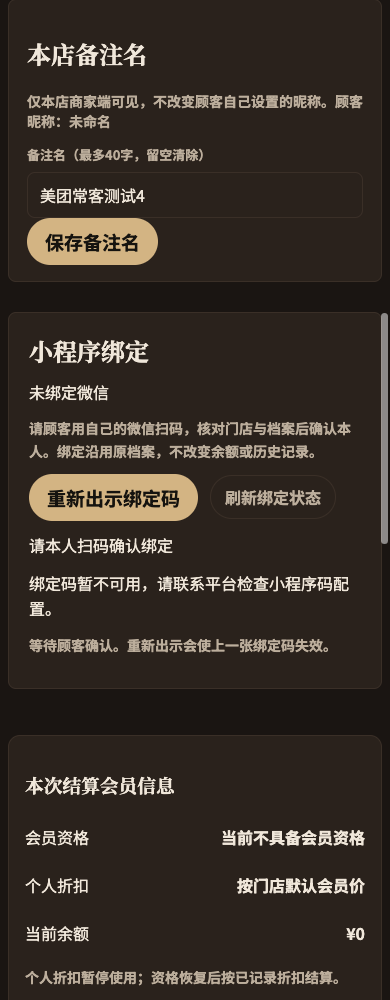 本店备注名
仅本店商家端可见，不改变顾客自己设置的昵称。顾客
昵称：未命名
备注名（最多40字，留空清除）
美团常客测试4
保存备注名
小程序绑定
未绑定微信
请顾客用自己的微信扫码，核对门店与档案后确认本
人。绑定沿用原档案，不改变余额或历史记录。
重新出示绑定码
刷新绑定状态
请本人扫码确认绑定
绑定码暂不可用，请联系平台检查小程序码配
置。
等待顾客确认。重新出示会使上一张绑定码失效。
本次结算会员信息
会员资格 当前不具备会员资格
个人折扣 按门店默认会员价
当前余额 ¥0
个人折扣暂停使用；资格恢复后按已记录折扣结算。